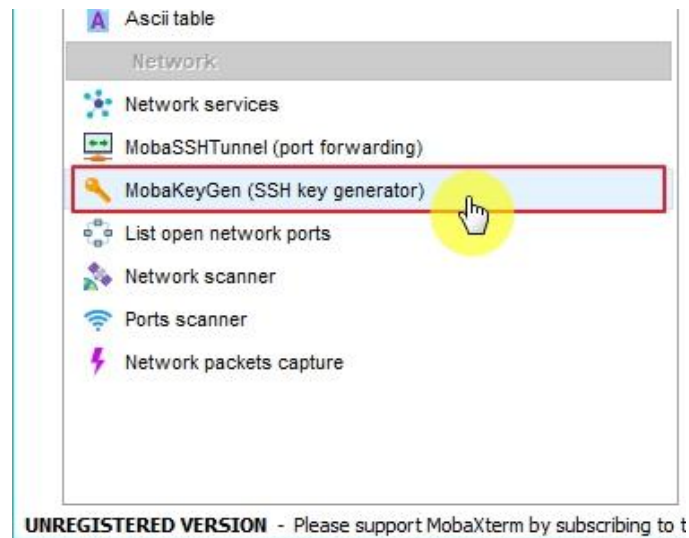 Ascii table
Network
Network services
MobaSSHTunnel (port forwarding)
MobaKeyGen (SSH key generator)
List open network ports
Network scanner
Ports scanner
Network packets capture
UNREGISTERED VERSION - Please support MobaXterm by subscribing to t